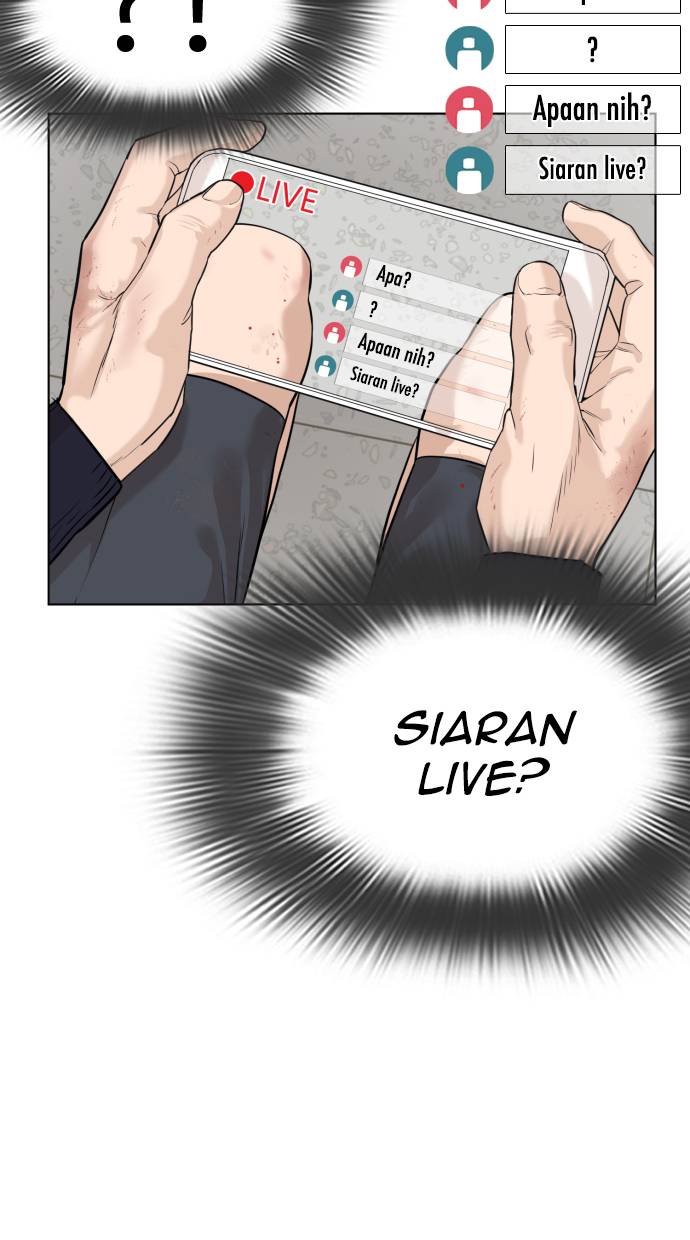 ? !
?
Apaan nih?
Siaran live?
LIVE
Apa?
?
Apaan nih?
Siaran live?
SIARAN
LIVE?